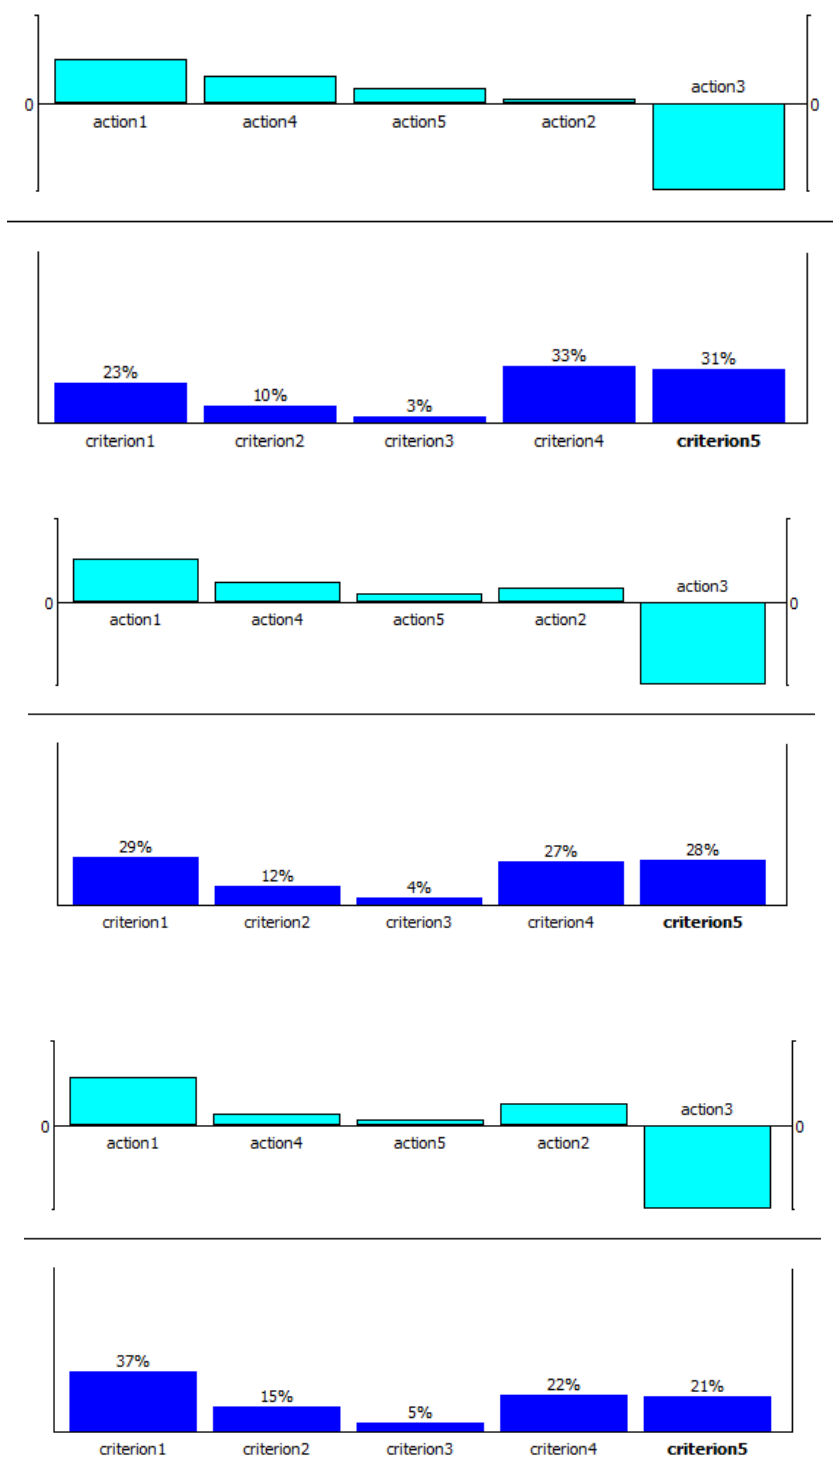 action3
0 0
action1 action4 action5 action2
33% 31%
23%
10%
3%
criterion1 criterion2 criterion3 criterion4 criterion5
action3
0 0
action1 action4 action5 action2
29% 27% 28%
12%
4%
criterion1 criterion2 criterion3 criterion4 criterion5
action3
0 0
action1 action4 action5 action2
37%
22% 21%
15%
5%
criterion1 criterion2 criterion3 criterion4 criterion5